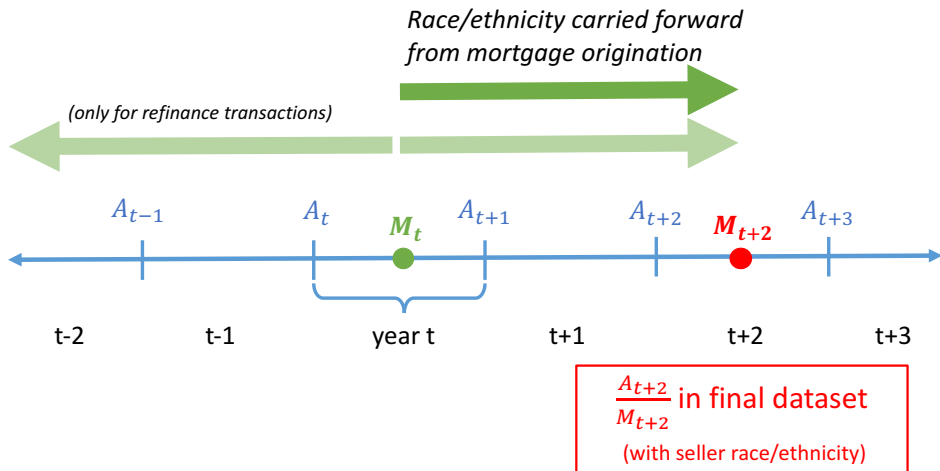 Race/ethnicity carried forward
from mortgage origination
(only for refinance transactions)
A_{t-1} A_t A_{t+1} A_{t+2} A_{t+3}
M_t M_{t+2}
t-2 t-1 year t t+1 t+2 t+3
A_{t+2}/M_{t+2} in final dataset
(with seller race/ethnicity)